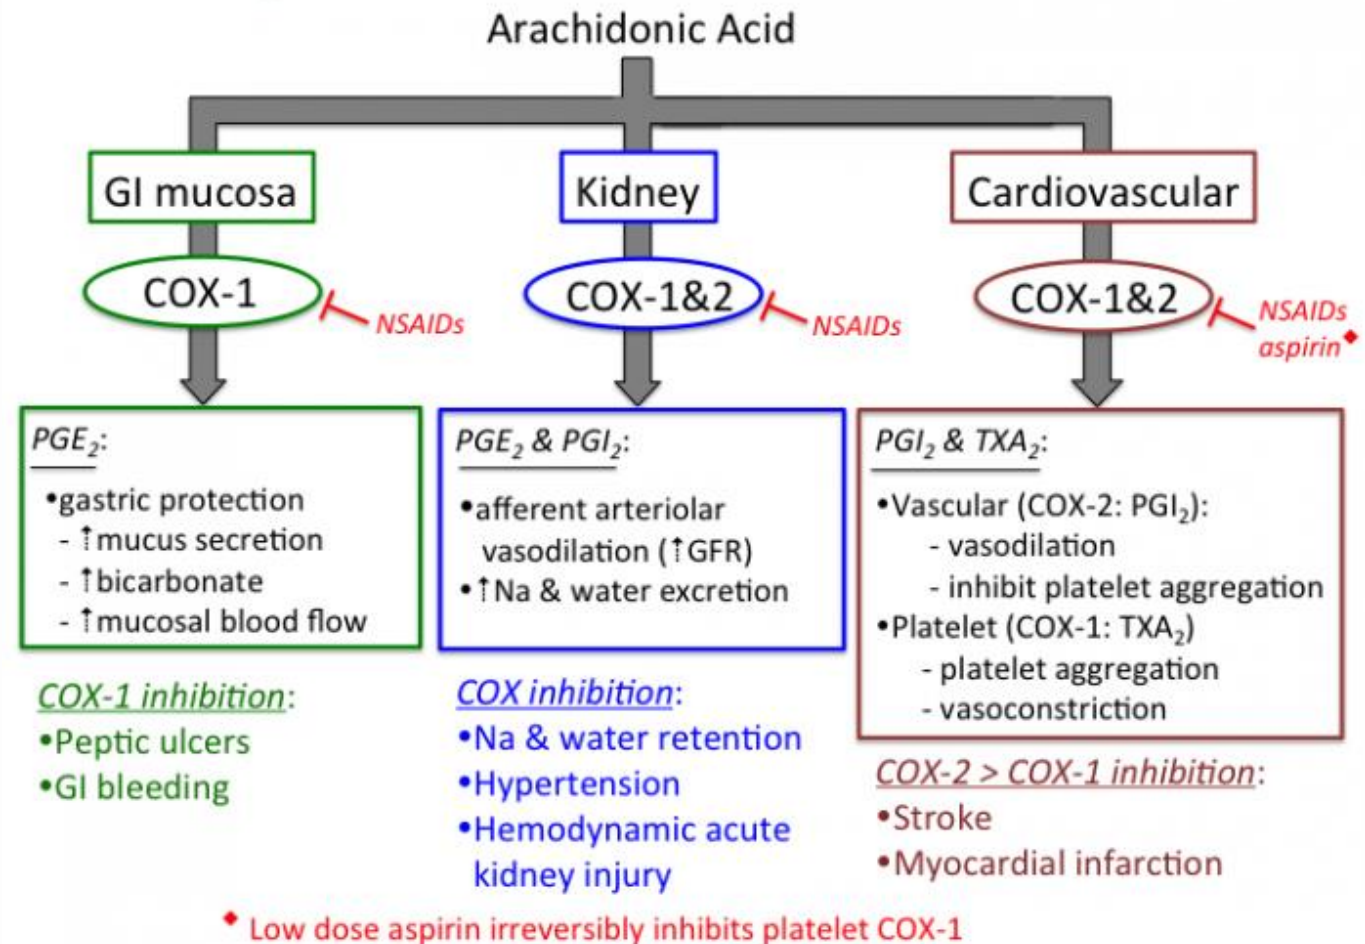 Arachidonic Acid
GI mucosa
COX-1
NSAIDs
PGE₂:
•gastric protection
- ↑mucus secretion
- ↑bicarbonate
- ↑mucosal blood flow
COX-1 inhibition:
•Peptic ulcers
•GI bleeding
Kidney
COX-1&2
NSAIDs
PGE₂ & PGI₂:
•afferent arteriolar
vasodilation (↑GFR)
•↑Na & water excretion
COX inhibition:
•Na & water retention
•Hypertension
•Hemodynamic acute
kidney injury
Cardiovascular
COX-1&2
NSAIDs
aspirin◆
PGI₂ & TXA₂:
•Vascular (COX-2: PGI₂):
- vasodilation
- inhibit platelet aggregation
•Platelet (COX-1: TXA₂)
- platelet aggregation
- vasoconstriction
COX-2 > COX-1 inhibition:
•Stroke
•Myocardial infarction
◆ Low dose aspirin irreversibly inhibits platelet COX-1